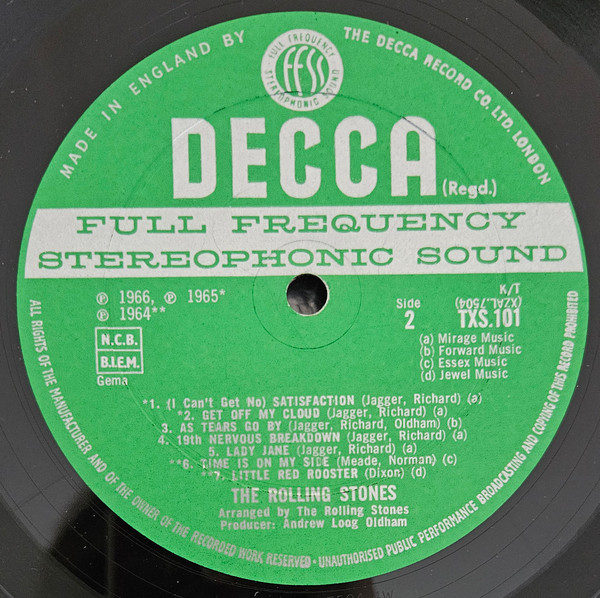 MADE IN ENGLAND BY THE DECCA RECORD CO. LTD. LONDON
FULL FREQUENCY STEREOPHONIC SOUND
FFSS
DECCA (Regd.)
FULL FREQUENCY
STEREOPHONIC SOUND
℗ 1966, ℗ 1965*
℗ 1964**
N.C.B.
B.I.E.M.
Gema
K/T
(XZAL.7504)
Side
2 TXS.101
(a) Mirage Music
(b) Forward Music
(c) Essex Music
(d) Jewel Music
*1. (I Can't Get No) SATISFACTION (Jagger, Richard) (a)
*2. GET OFF MY CLOUD (Jagger, Richard) (a)
3. AS TEARS GO BY (Jagger, Richard, Oldham) (b)
4. 19th NERVOUS BREAKDOWN (Jagger, Richard) (a)
5. LADY JANE (Jagger, Richard) (a)
**6. TIME IS ON MY SIDE (Meade, Norman) (c)
**7. LITTLE RED ROOSTER (Dixon) (d)
THE ROLLING STONES
Arranged by The Rolling Stones
Producer: Andrew Loog Oldham
ALL RIGHTS OF THE MANUFACTURER AND OF THE OWNER OF THE RECORDED WORK RESERVED - UNAUTHORISED PUBLIC PERFORMANCE BROADCASTING AND COPYING OF THIS RECORD PROHIBITED